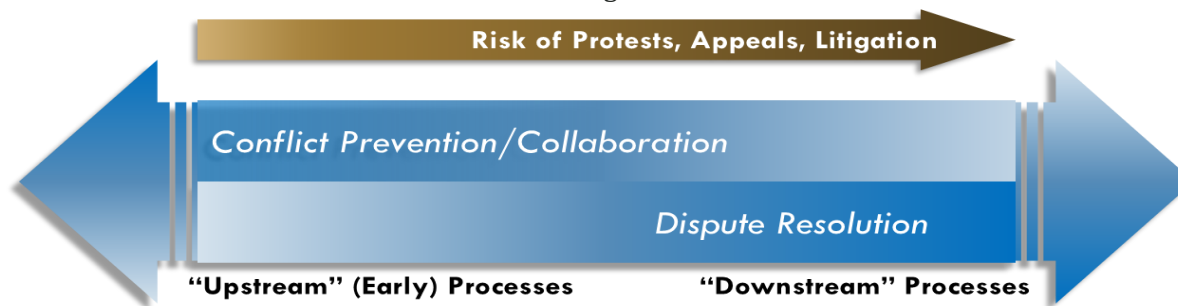 Risk of Protests, Appeals, Litigation
Conflict Prevention/Collaboration
Dispute Resolution
“Upstream” (Early) Processes “Downstream” Processes